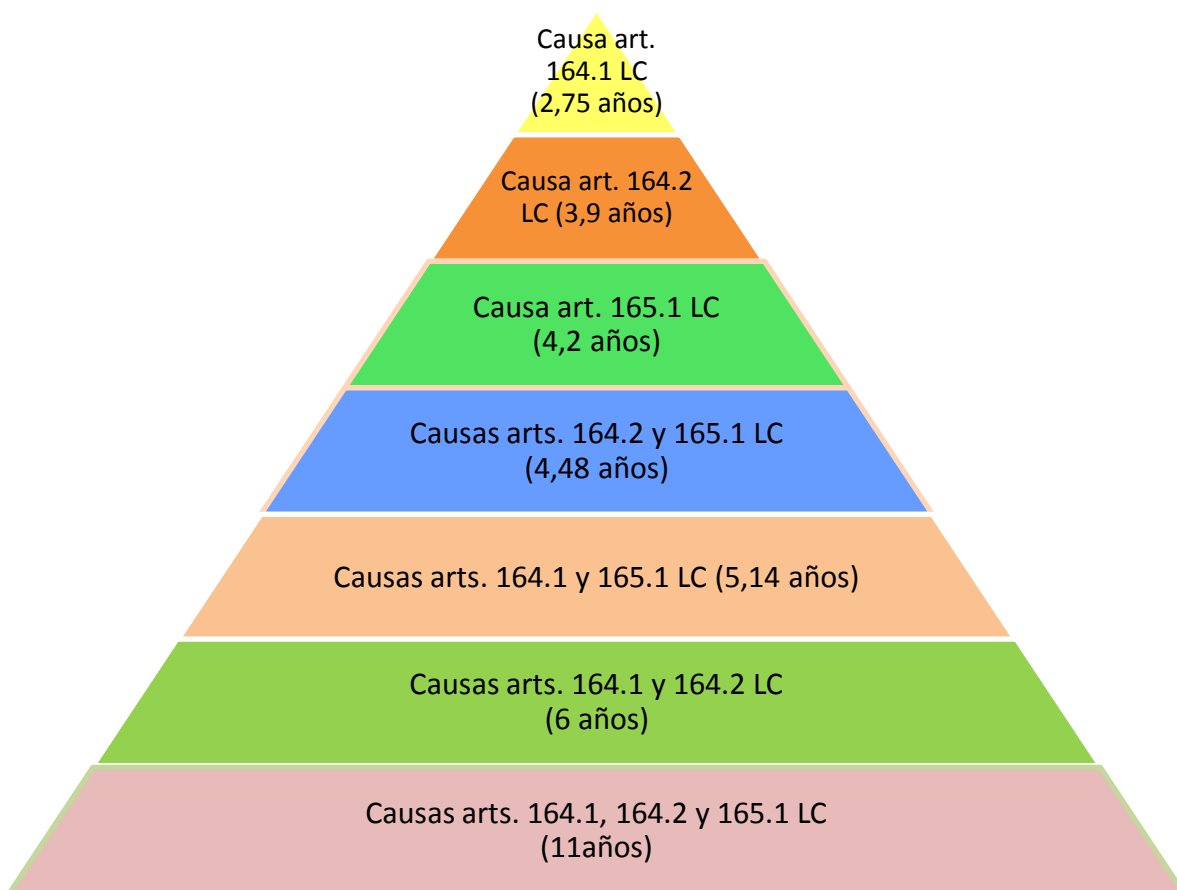 Causa art.
164.1 LC
(2,75 años)
Causa art. 164.2
LC (3,9 años)
Causa art. 165.1 LC
(4,2 años)
Causas arts. 164.2 y 165.1 LC
(4,48 años)
Causas arts. 164.1 y 165.1 LC (5,14 años)
Causas arts. 164.1 y 164.2 LC
(6 años)
Causas arts. 164.1, 164.2 y 165.1 LC
(11años)